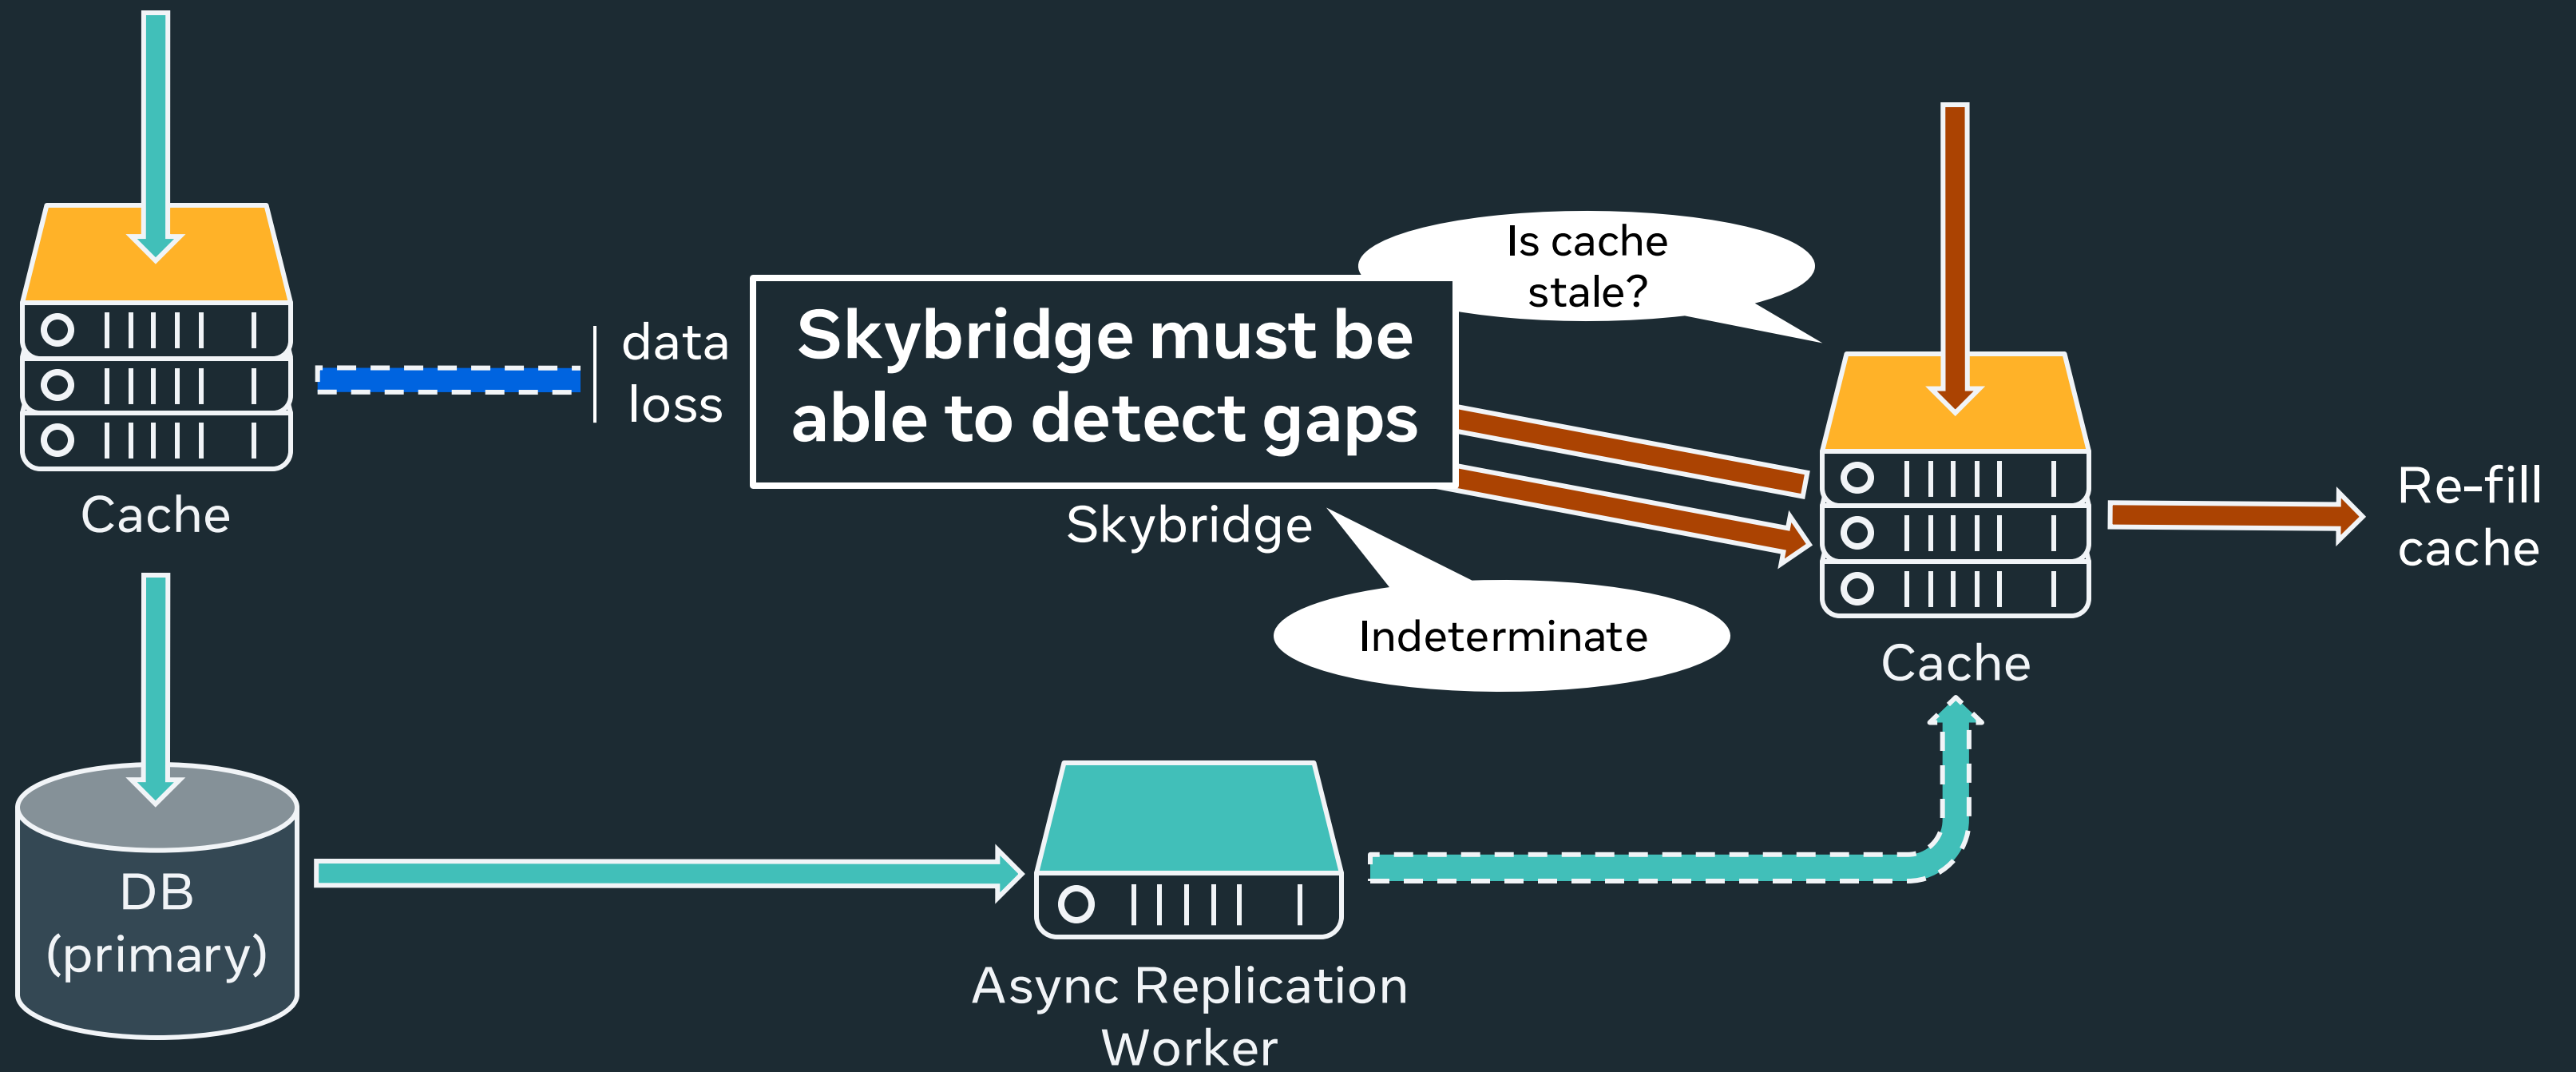 Is cache
stale?
Skybridge must be
able to detect gaps
data
loss
Skybridge
Cache
Re-fill
cache
Indeterminate
Cache
DB
(primary)
Async Replication
Worker